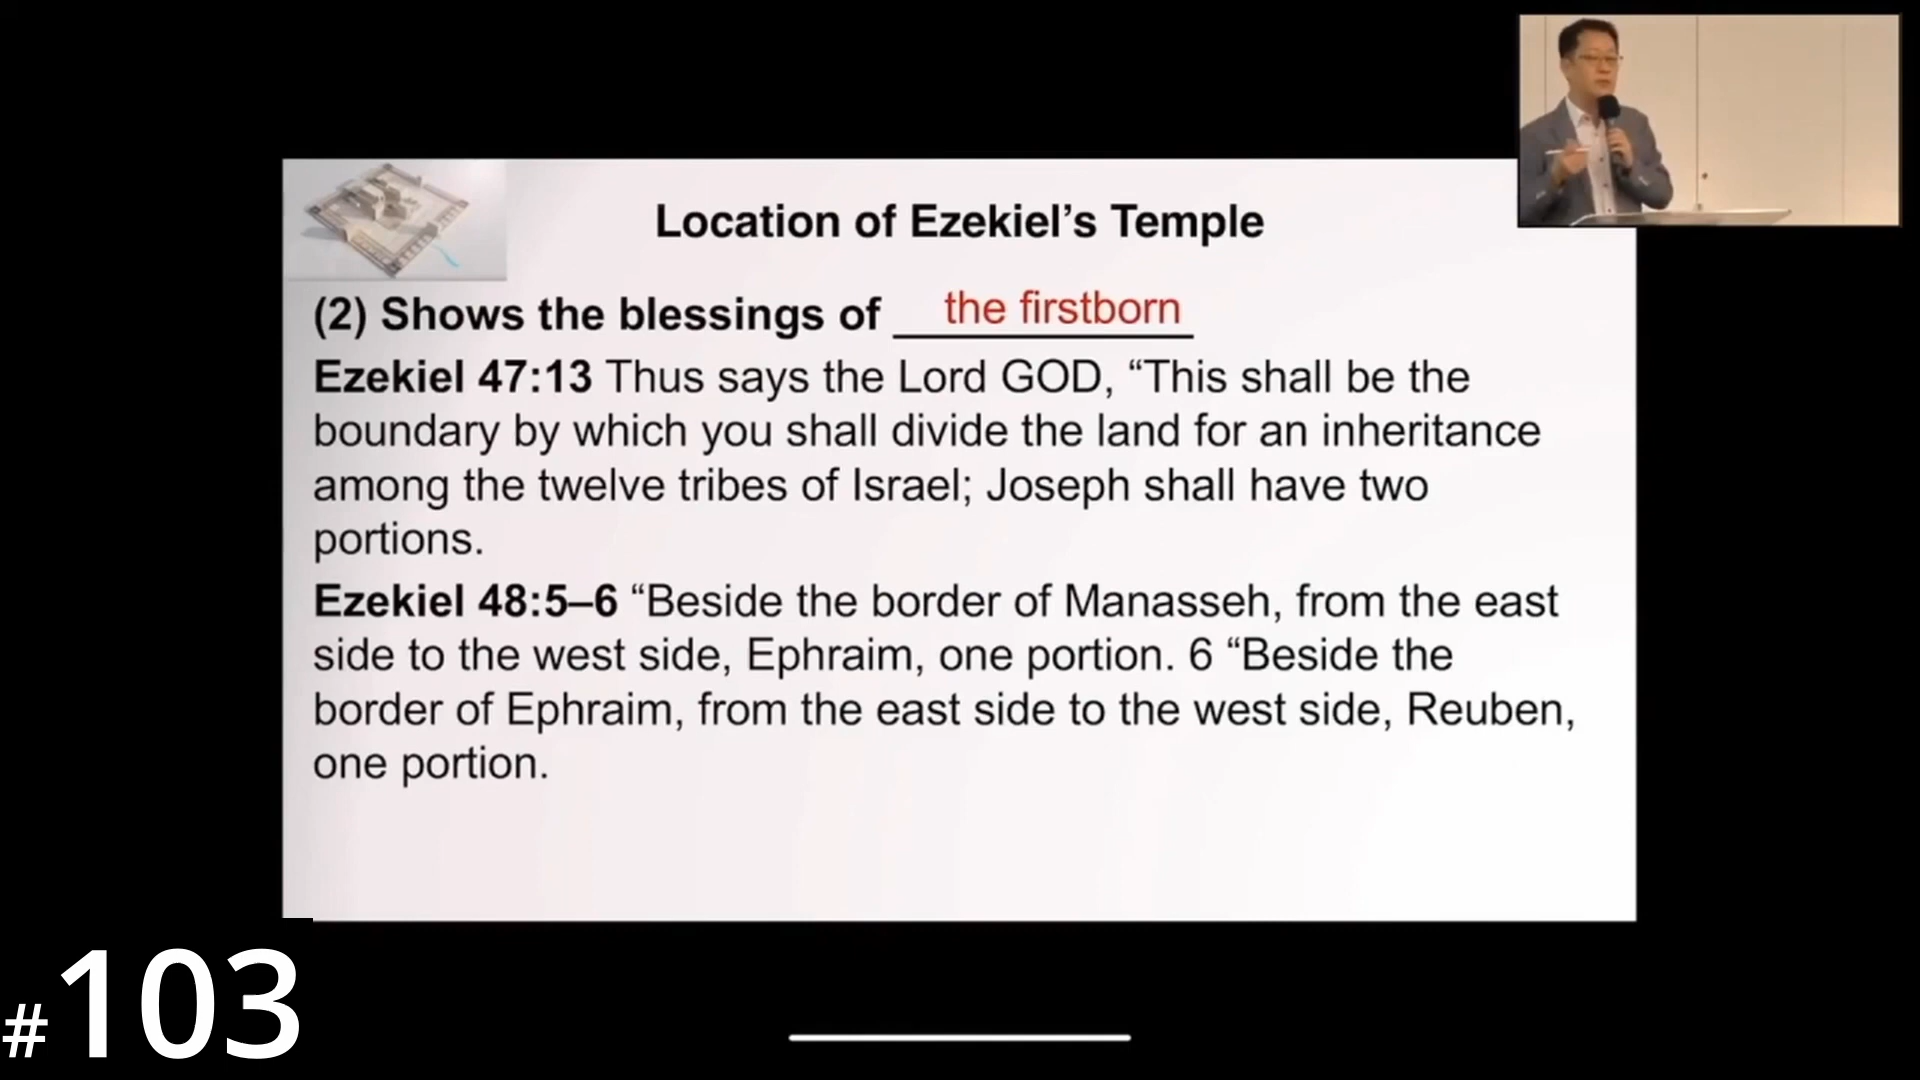 Location of Ezekiel’s Temple
(2) Shows the blessings of the firstborn
Ezekiel 47:13 Thus says the Lord GOD, “This shall be the
boundary by which you shall divide the land for an inheritance
among the twelve tribes of Israel; Joseph shall have two
portions.
Ezekiel 48:5–6 “Beside the border of Manasseh, from the east
side to the west side, Ephraim, one portion. 6 “Beside the
border of Ephraim, from the east side to the west side, Reuben,
one portion.
#103